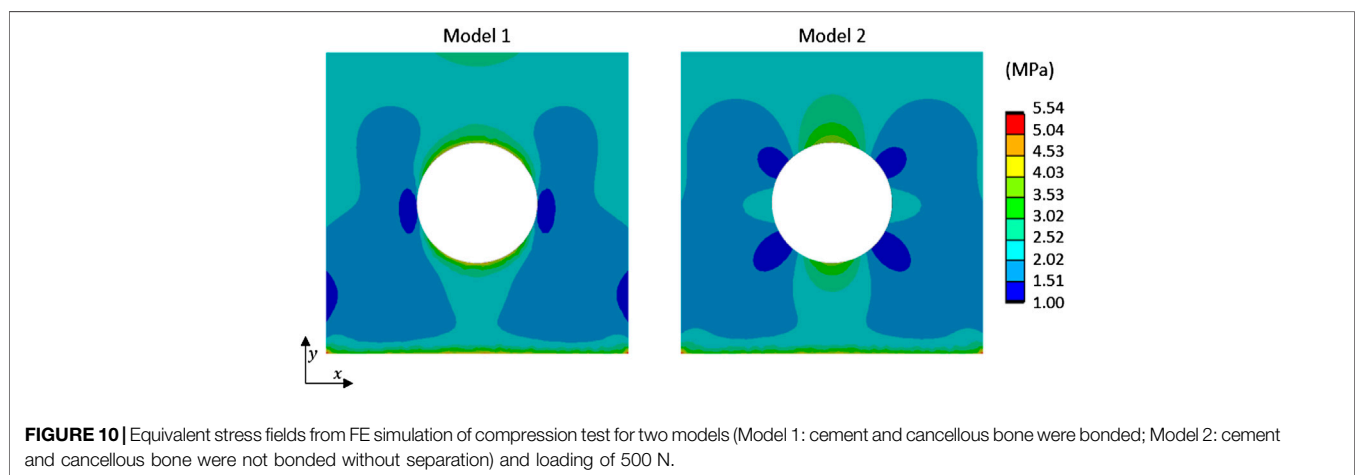 Model 1
Model 2
(MPa)
5.54
5.04
4.53
4.03
3.53
3.02
2.52
2.02
1.51
1.00
y
x
FIGURE 10 | Equivalent stress fields from FE simulation of compression test for two models (Model 1: cement and cancellous bone were bonded; Model 2: cement
and cancellous bone were not bonded without separation) and loading of 500 N.